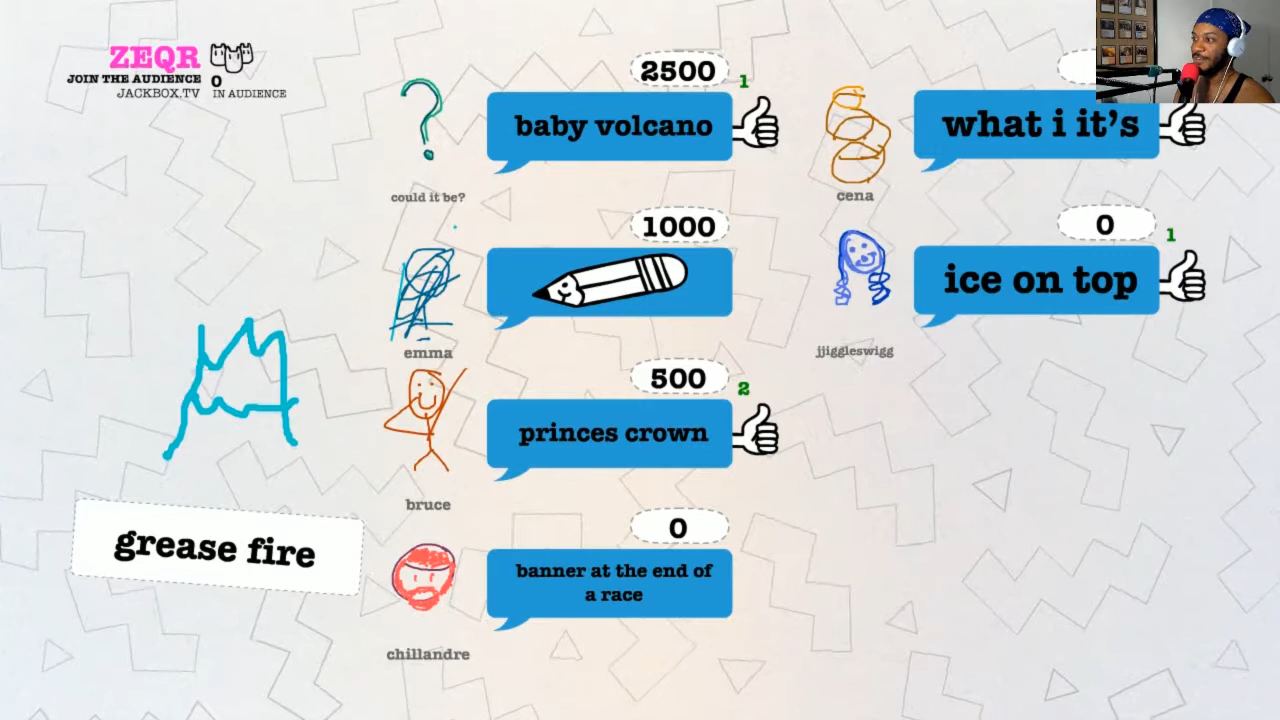 ZEQR
JOIN THE AUDIENCE
JACKBOX.TV
0
IN AUDIENCE
grease fire
2500
1
baby volcano
could it be?
1000
emma
500
2
princes crown
bruce
0
banner at the end of
a race
chillandre
what i it's
cena
0
1
ice on top
jjiggleswigg